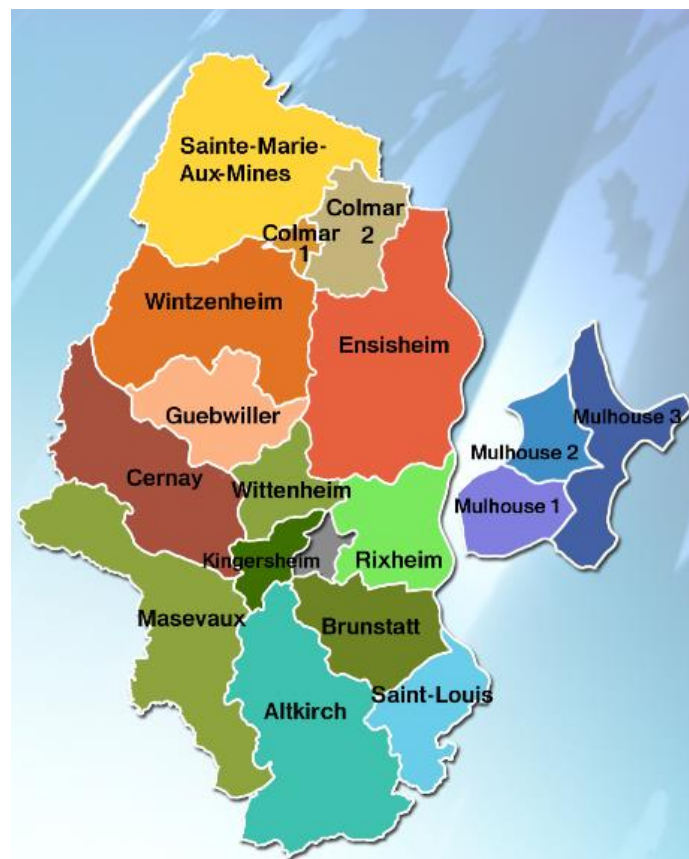 Sainte-Marie-
Aux-Mines
Colmar
2
Colmar
1
Wintzenheim
Ensisheim
Guebwiller
Mulhouse 3
Mulhouse 2
Cernay
Wittenheim
Mulhouse 1
Kingersheim
Rixheim
Masevaux
Brunstatt
Saint-Louis
Altkirch